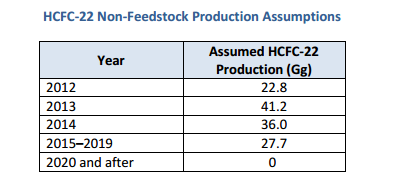 HCFC-22 Non-Feedstock Production Assumptions
Year
Assumed HCFC-22
Production (Gg)
2012 22.8
2013 41.2
2014 36.0
2015–2019 27.7
2020 and after 0